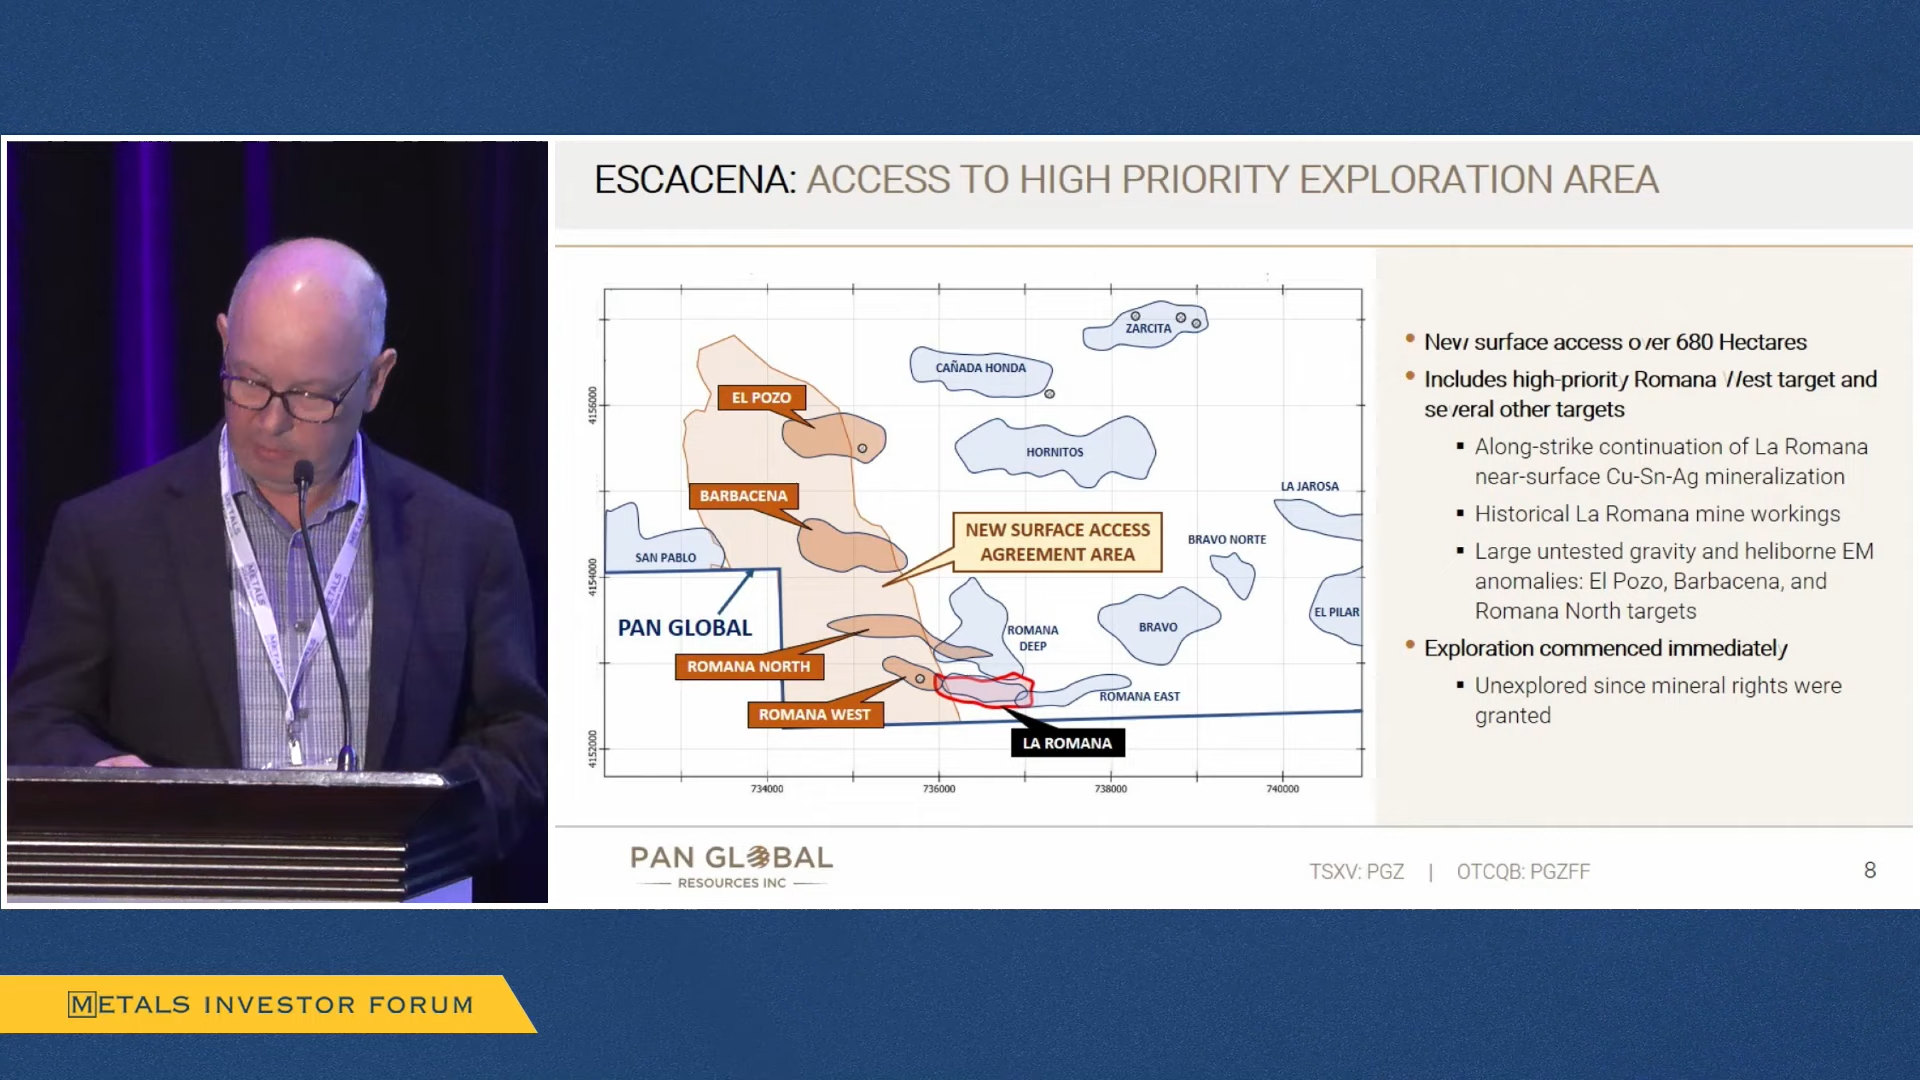 ESCACENA: ACCESS TO HIGH PRIORITY EXPLORATION AREA
ZARCITA
CAÑADA HONDA
EL POZO
HORNITOS
LA JAROSA
BARBACENA
NEW SURFACE ACCESS
AGREEMENT AREA
BRAVO NORTE
SAN PABLO
EL PILAR
PAN GLOBAL
BRAVO
ROMANA
DEEP
ROMANA NORTH
ROMANA EAST
ROMANA WEST
LA ROMANA
4156000
4154000
4152000
734000
736000
738000
740000
• New surface access over 680 Hectares
• Includes high-priority Romana West target and
several other targets
▪ Along-strike continuation of La Romana
near-surface Cu-Sn-Ag mineralization
▪ Historical La Romana mine workings
▪ Large untested gravity and heliborne EM
anomalies: El Pozo, Barbacena, and
Romana North targets
• Exploration commenced immediately
▪ Unexplored since mineral rights were
granted
PAN GLOBAL
RESOURCES INC
TSXV: PGZ | OTCQB: PGZFF
8
METALS INVESTOR FORUM